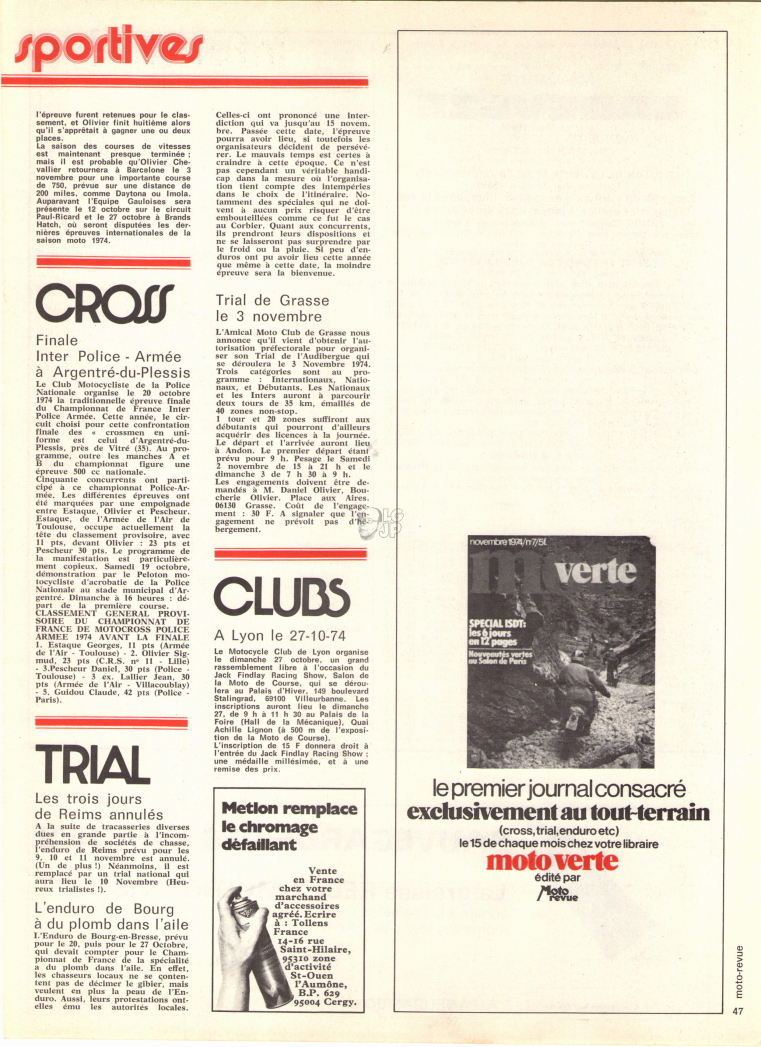 sportives
l'épreuve furent retenues pour le clas-
sement, et Olivier finit huitième alors
qu'il s'apprêtait à gagner une ou deux
places.
La saison des courses de vitesses
est maintenant presque terminée ;
mais il est probable qu'Olivier Che-
vallier retournera à Barcelone le 3
novembre pour une importante course
de 750, prévue sur une distance de
200 miles, comme Daytona ou Imola.
Auparavant l'Equipe Gauloises sera
présente le 12 octobre sur le circuit
Paul-Ricard et le 27 octobre à Brands
Hatch, où seront disputées les der-
nières épreuves internationales de la
saison moto 1974.
CROSS
Finale
Inter Police - Armée
à Argentré-du-Plessis
Le Club Motocycliste de la Police
Nationale organise le 20 octobre
1974 la traditionnelle épreuve finale
du Championnat de France Inter
Police Armée. Cette année, le cir-
cuit choisi pour cette confrontation
finale des « crossmen en uni-
forme est celui d'Argentré-du-
Plessis, près de Vitré (35). Au pro-
gramme, outre les manches A et
B du championnat figure une
épreuve 500 cc nationale.
Cinquante concurrents ont parti-
cipé à ce championnat Police-Ar-
mée. Les différentes épreuves ont
été marquées par une empoignade
entre Estaque, Olivier et Pescheur.
Estaque, de l'Armée de l'Air de
Toulouse, occupe actuellement la
tête du classement provisoire, avec
11 pts, devant Olivier : 23 pts et
Pescheur 30 pts. Le programme de
la manifestation est particulière-
ment copieux. Samedi 19 octobre,
démonstration par le Peloton mo-
tocycliste d'acrobatie de la Police
Nationale au stade municipal d'Ar-
gentré. Dimanche à 16 heures : dé-
part de la première course.
CLASSEMENT GENERAL PROVI-
SOIRE DU CHAMPIONNAT DE
FRANCE DE MOTOCROSS POLICE
ARMEE 1974 AVANT LA FINALE
1. Estaque Georges, 11 pts (Armée
de l'Air - Toulouse) - 2. Olivier Sig-
mud, 23 pts (C.R.S. nº 11 - Lille)
- 3.Pescheur Daniel, 30 pts (Police -
Toulouse) - 3 ex. Lallier Jean, 30
pts (Armée de l'Air - Villacoublay)
- 5. Guidou Claude, 42 pts (Police -
Paris).
TRIAL
Les trois jours
de Reims annulés
A la suite de tracasseries diverses
dues en grande partie à l'incom-
préhension de sociétés de chasse,
l'enduro de Reims prévu pour les
9, 10 et 11 novembre est annulé.
(Un de plus !) Néanmoins, il est
remplacé par un trial national qui
aura lieu le 10 Novembre (Heu-
reux trialistes !).
L'enduro de Bourg
à du plomb dans l'aile
L'Enduro de Bourg-en-Bresse, prévu
pour le 20, puis pour le 27 Octobre,
qui devait compter pour le Cham-
pionnat de France de la spécialité
a du plomb dans l'aile. En effet,
les chasseurs locaux ne se conten-
tent pas de décimer le gibier, mais
veulent en plus la peau de l'En-
duro. Aussi, leurs protestations ont-
elles ému les autorités locales.
Celles-ci ont prononcé une inter-
diction qui va jusqu'au 15 novem.
bre. Passée cette date, l'épreuve
pourra avoir lieu, si toutefois les
organisateurs décident de persévé-
rer. Le mauvais temps est certes à
craindre à cette époque. Ce n'est
pas cependant un véritable handi-
cap dans la mesure où l'organisa-
tion tient compte des intempéries
dans le choix de l'itinéraire. No-
tamment des spéciales qui ne doi-
vent à aucun prix risquer d'être
embouteillées comme ce fut le cas
au Corbier. Quant aux concurrents,
ils prendront leurs dispositions et
ne se laisseront pas surprendre par
le froid ou la pluie. Si peu d'en-
duros ont pu avoir lieu cette année
que même à cette date, la moindre
épreuve sera la bienvenue.
Trial de Grasse
le 3 novembre
L'Amical Moto Club de Grasse nous
annonce qu'il vient d'obtenir l'au-
torisation préfectorale pour organi-
ser son Trial de l'Audibergue qui
se déroulera le 3 Novembre 1974.
Trois catégories sont au pro-
gramme : Internationaux, Natio-
naux, et Débutants. Les Nationaux
et les Inters auront à parcourir
deux tours de 35 km, émaillés de
40 zones non-stop.
1 tour et 20 zones suffiront aux
débutants qui pourront d'ailleurs
acquérir des licences à la journée.
Le départ et l'arrivée auront lieu
à Andon. Le premier départ étant
prévu pour 9 h. Pesage le Samedi
2 novembre de 15 à 21 h et le
dimanche 3 de 7 h 30 à 9 h.
Les engagements doivent être de-
mandés à M. Daniel Olivier, Bou-
cherie Olivier. Place aux Aires.
06130 Grasse. Coût de l'engage-
ment : 30 F. A signaler que l'en-
gagement ne prévoit pas d'hé-
bergement.
CLUBS
A Lyon le 27-10-74
Le Motocycle Club de Lyon organise
le dimanche 27 octobre, un grand
rassemblement libre à l'occasion du
Jack Findlay Racing Show, Salon de
la Moto de Course, qui se dérou-
lera au Palais d'Hiver, 149 boulevard
Stalingrad, 69100 Villeurbanne. Les
inscriptions auront lieu le dimanche
27, de 9 h à 11 h 30 au Palais de la
Foire (Hall de la Mécanique). Quai
Achille Lignon (à 500 m de l'exposi-
tion de la Moto de Course).
L'inscription de 15 F donnera droit à
l'entrée du Jack Findlay Racing Show ;
une médaille millésimée, et à une
remise des prix.
Metlon remplace
le chromage
défaillant
Vente
en France
chez votre
marchand
d'accessoires
agréé. Ecrire
à : Tollens
France
14-16 rue
Saint-Hilaire,
95310 zone
d'activité
St-Ouen
l'Aumône,
B.P. 629
95004 Cergy.
novembre 1974/n°7/5f.
verte
SPECIAL ISDT:
les 6 jours
en 12 pages
Nouveautés vertes
au Salon de Paris
le premier journal consacré
exclusivement au tout-terrain
(cross, trial, enduro etc)
le 15 de chaque mois chez votre libraire
moto verte
édité par
Moto
revue
moto-revue
47